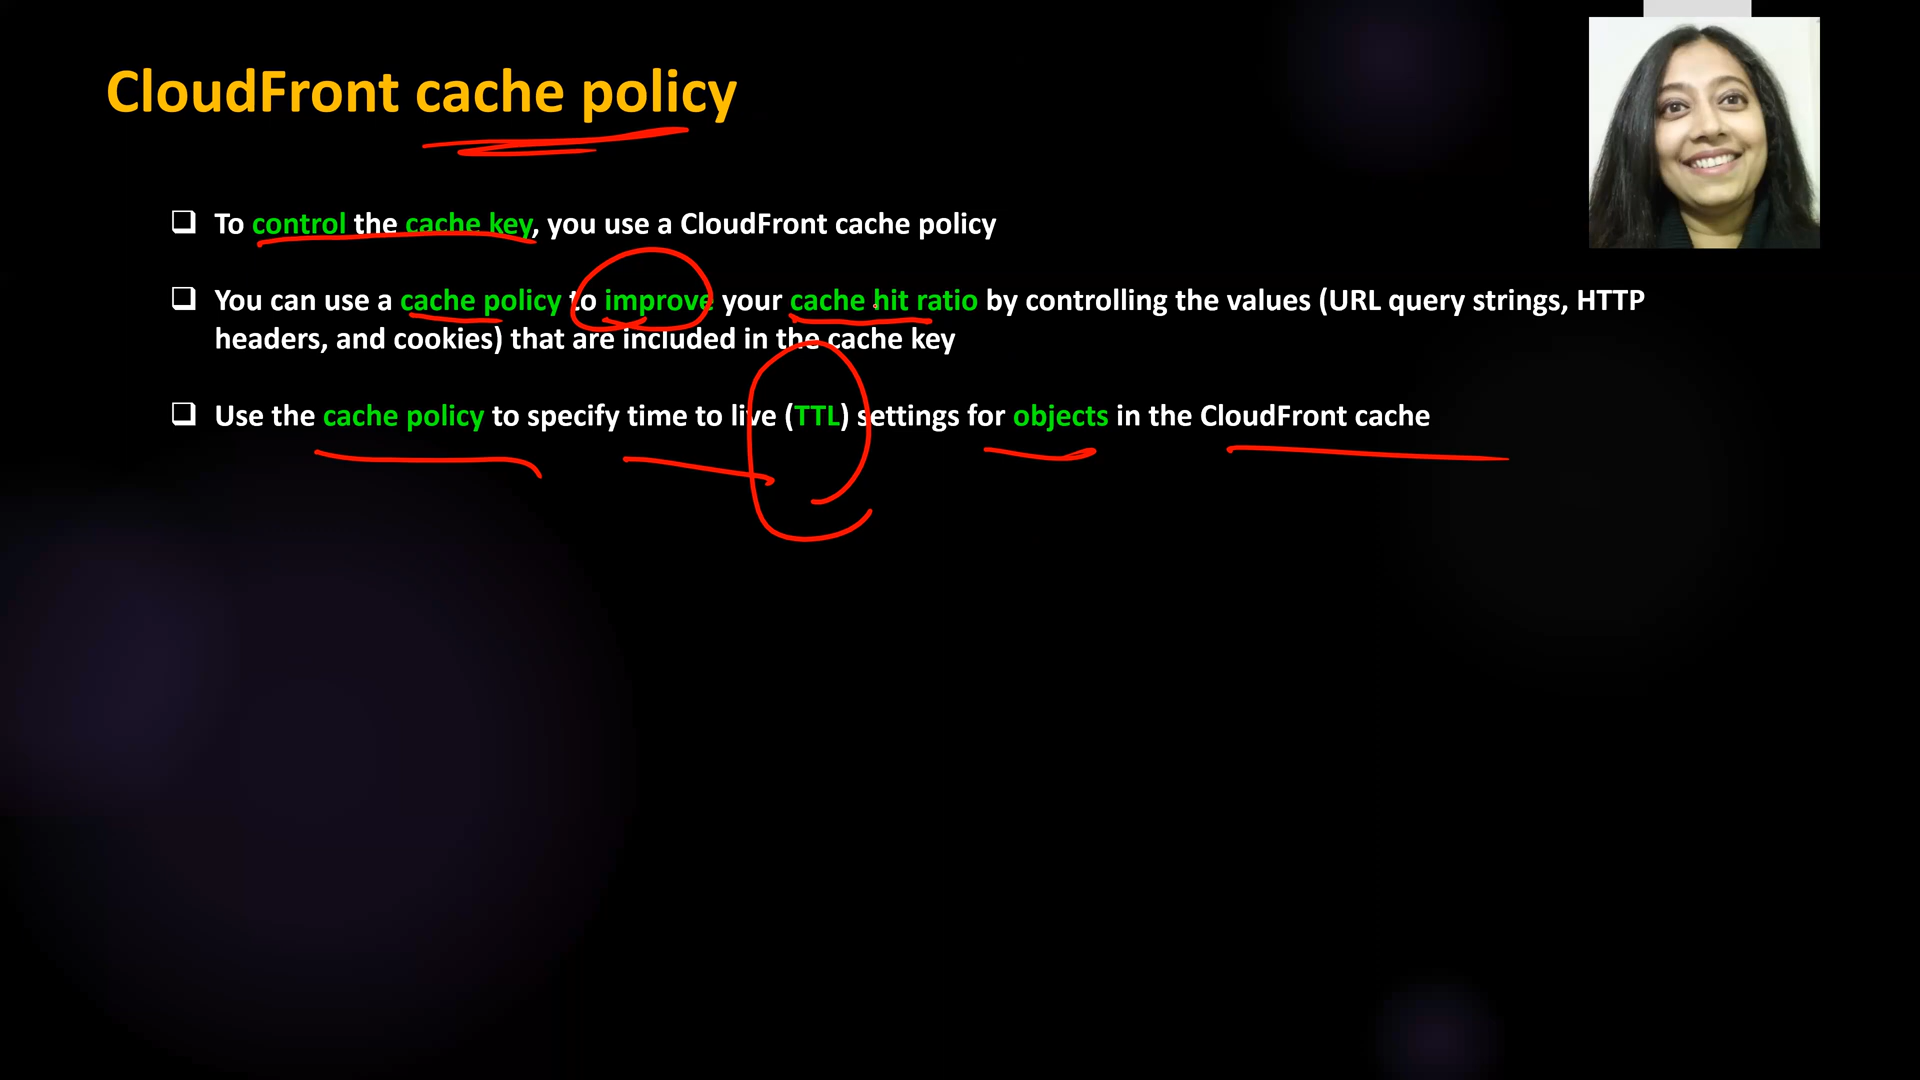 CloudFront cache policy
To control the cache key, you use a CloudFront cache policy
You can use a cache policy to improve your cache hit ratio by controlling the values (URL query strings, HTTP
headers, and cookies) that are included in the cache key
Use the cache policy to specify time to live (TTL) settings for objects in the CloudFront cache